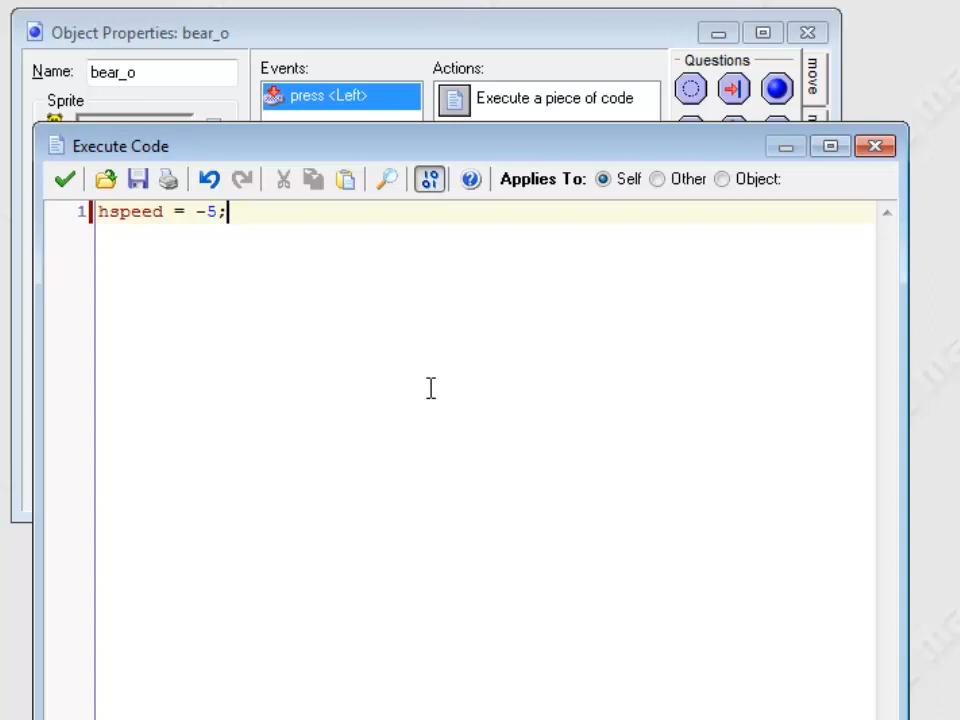 Object Properties: bear_o
Name: bear_o
Events:
Actions:
Questions
move
Sprite
press <Left>
Execute a piece of code
Execute Code
Applies To: Self Other Object:
1 hspeed = -5;